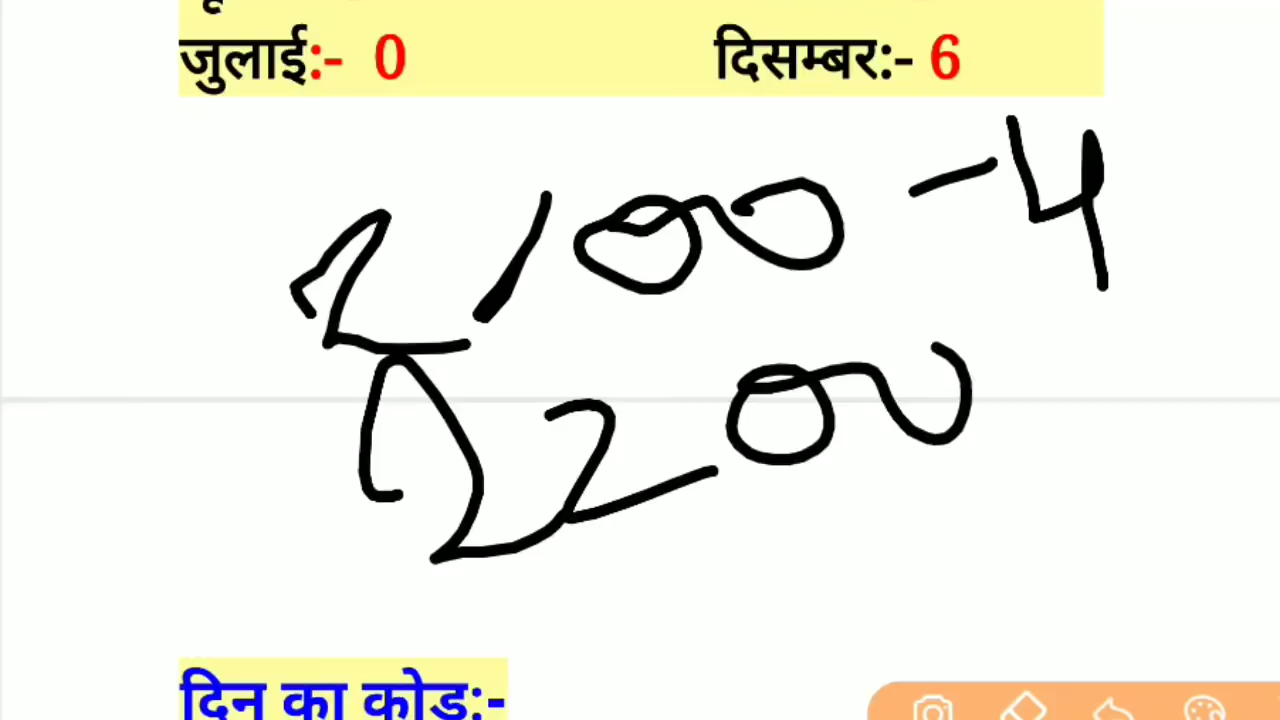 जुलाई:- 0 दिसम्बर:- 6
2100 - 4
2200
दिन का कोड:-